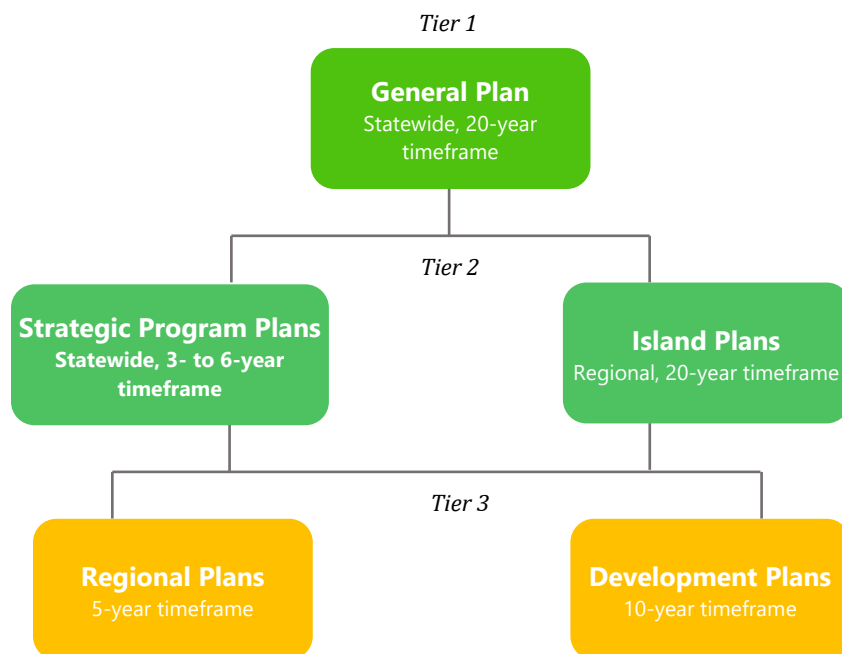 Tier 1
General Plan
Statewide, 20-year
timeframe
Tier 2
Strategic Program Plans
Statewide, 3- to 6-year
timeframe
Island Plans
Regional, 20-year timeframe
Tier 3
Regional Plans
5-year timeframe
Development Plans
10-year timeframe